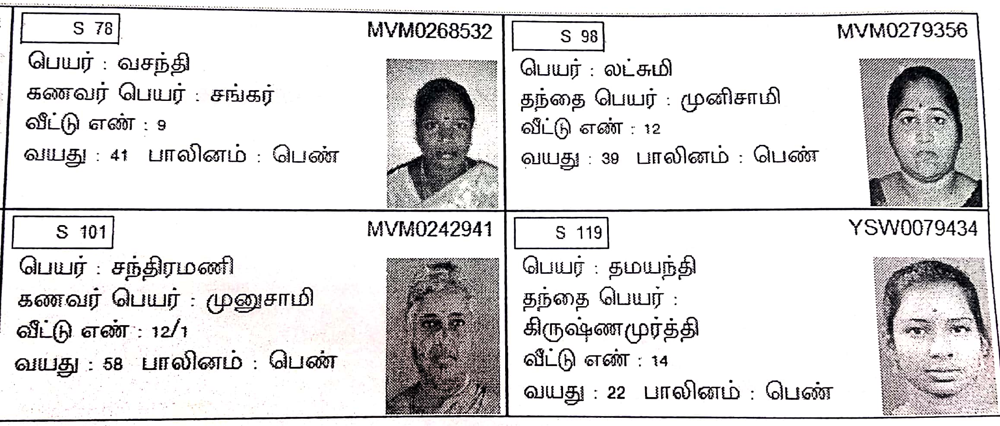 S 78 MVM0268532
பெயர் : வசந்தி
கணவர் பெயர் : சங்கர்
வீட்டு எண் : 9
வயது : 41 பாலினம் : பெண்
S 98 MVM0279356
பெயர் : லட்சுமி
தந்தை பெயர் : முனிசாமி
வீட்டு எண் : 12
வயது : 39 பாலினம் : பெண்
S 101 MVM0242941
பெயர் : சந்திரமணி
கணவர் பெயர் : முனுசாமி
வீட்டு எண் : 12/1
வயது : 58 பாலினம் : பெண்
S 119 YSW0079434
பெயர் : தமயந்தி
தந்தை பெயர் :
கிருஷ்ணமுர்த்தி
வீட்டு எண் : 14
வயது : 22 பாலினம் : பெண்